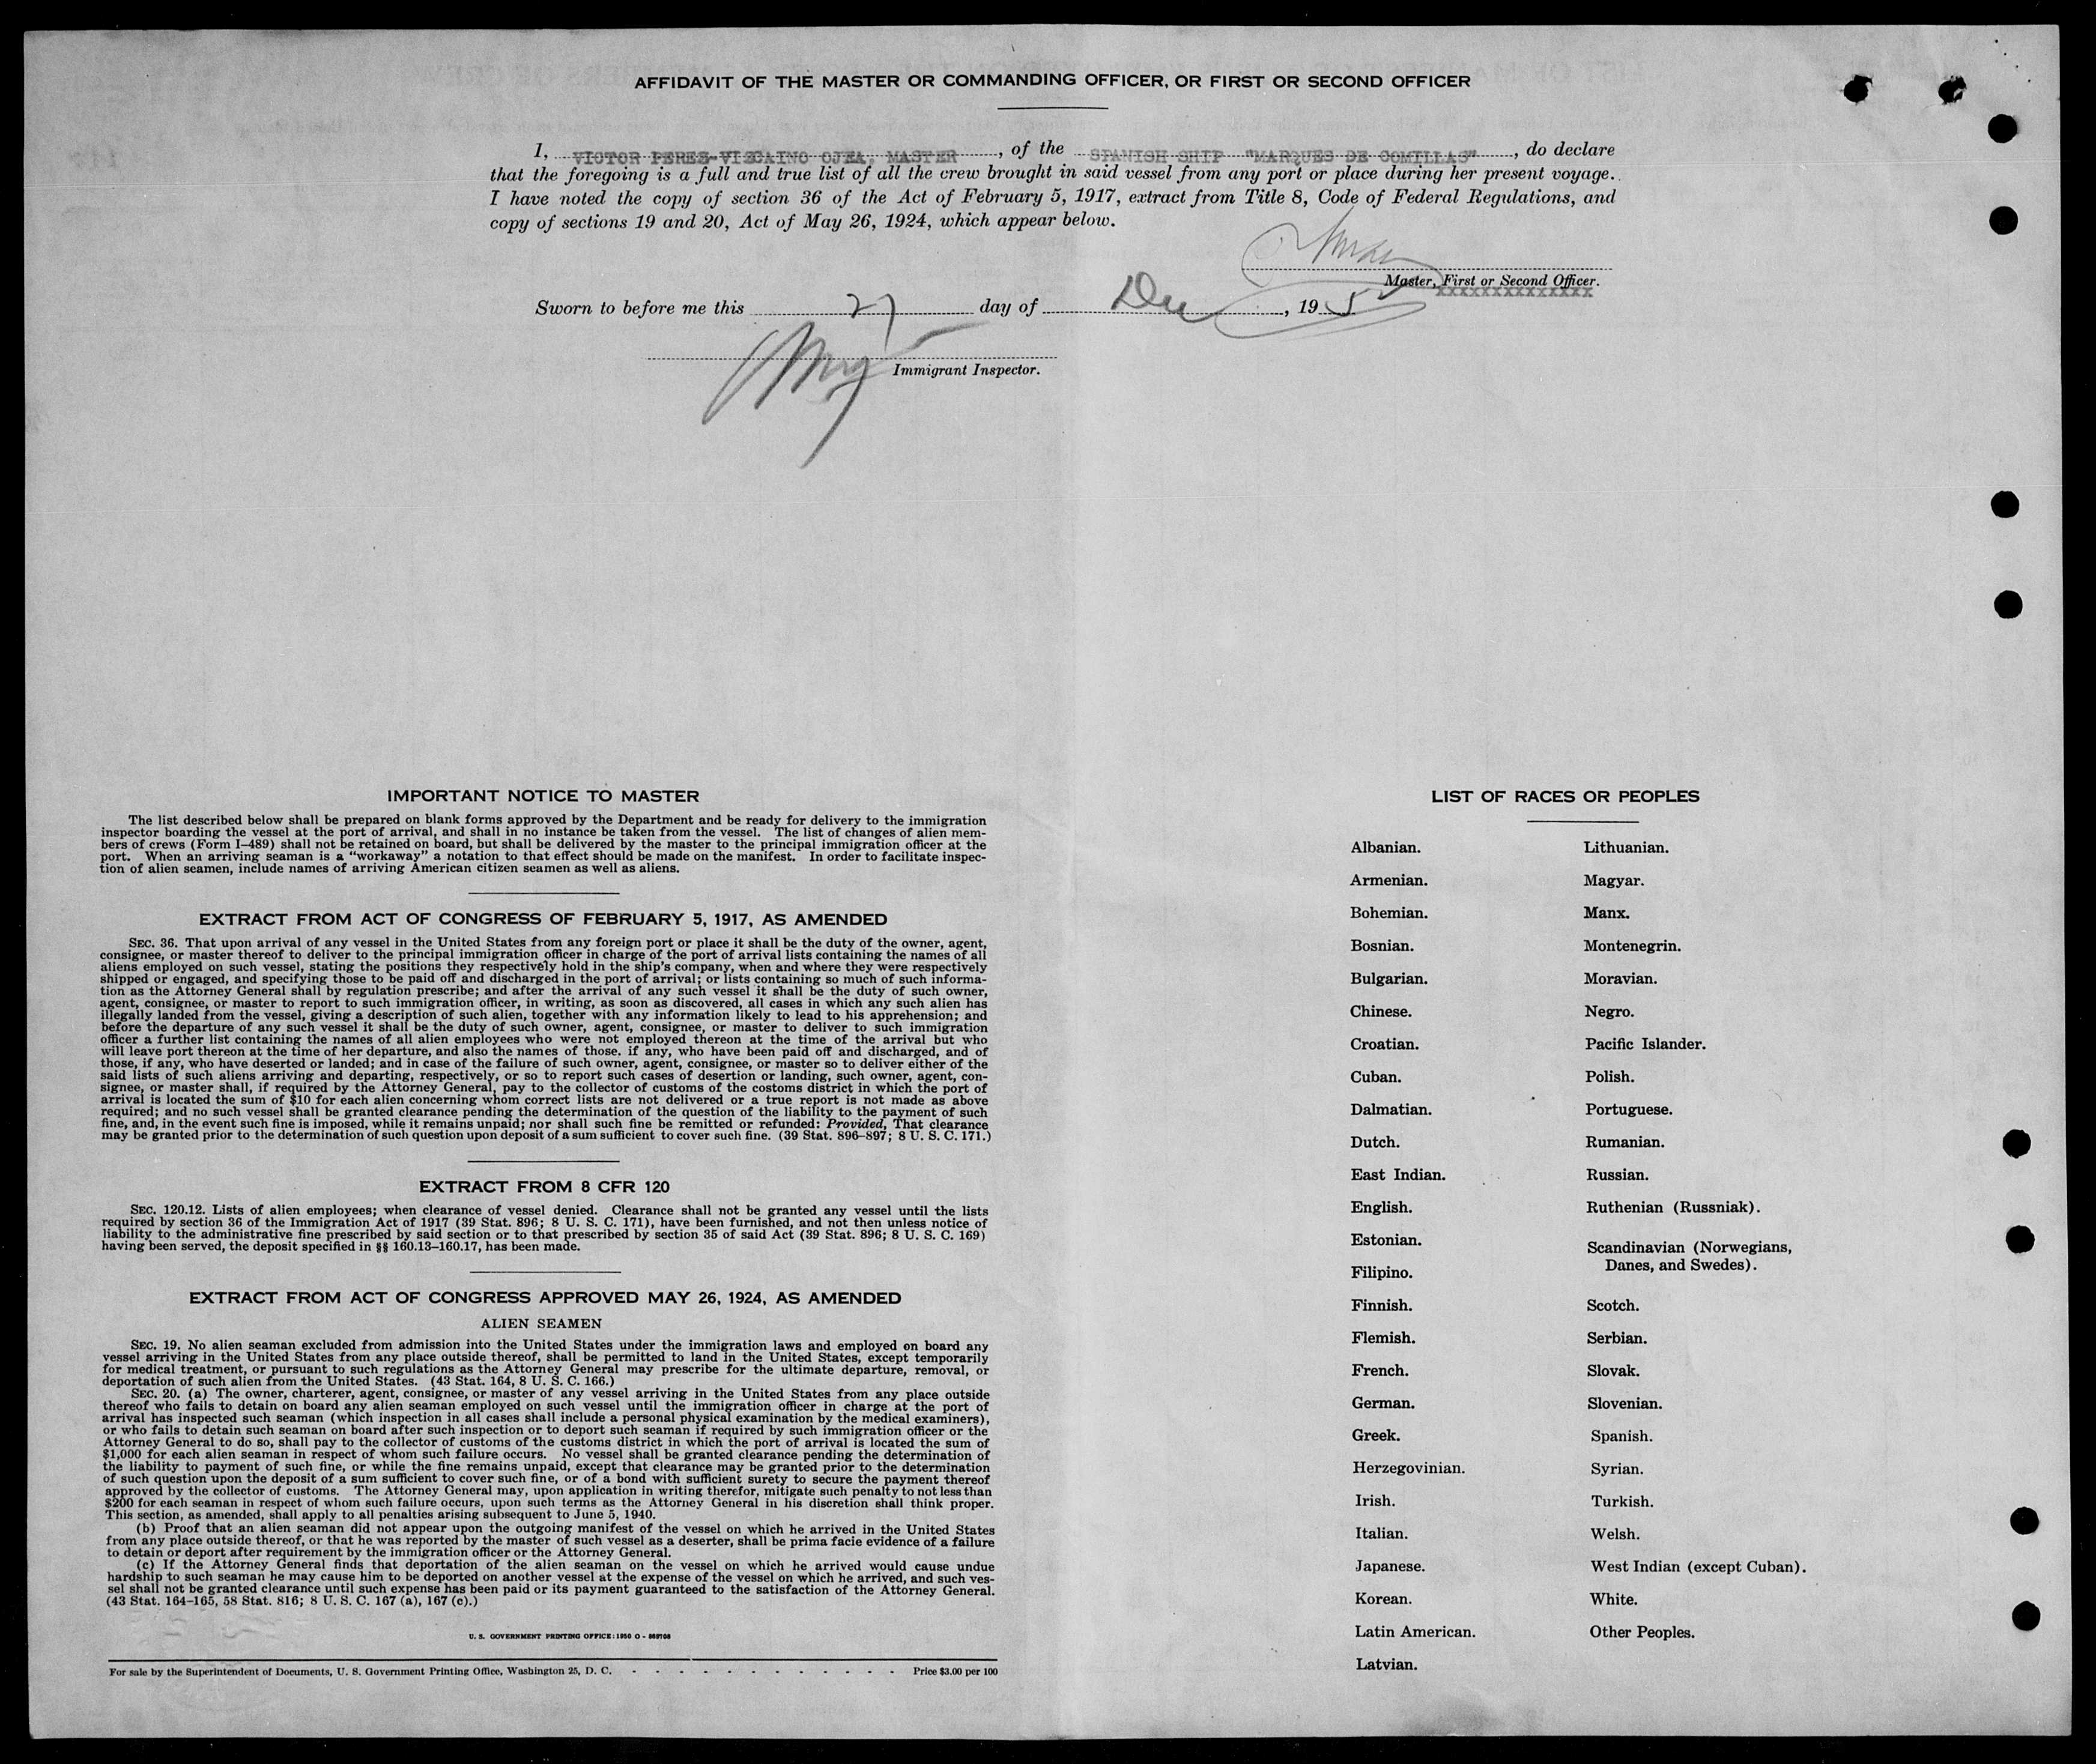 AFFIDAVIT OF THE MASTER OR COMMANDING OFFICER, OR FIRST OR SECOND OFFICER
I, VICTOR PEREZ-VISCAINO OJEA, MASTER, of the SPANISH SHIP "MARQUES DE COMILLAS", do declare
that the foregoing is a full and true list of all the crew brought in said vessel from any port or place during her present voyage.
I have noted the copy of section 36 of the Act of February 5, 1917, extract from Title 8, Code of Federal Regulations, and
copy of sections 19 and 20, Act of May 26, 1924, which appear below.
Master, First or Second Officer.
xxxxxxxxxxxxxxx
Sworn to before me this 27 day of Dec, 195
Immigrant Inspector.
IMPORTANT NOTICE TO MASTER
The list described below shall be prepared on blank forms approved by the Department and be ready for delivery to the immigration
inspector boarding the vessel at the port of arrival, and shall in no instance be taken from the vessel. The list of changes of alien mem-
bers of crews (Form I-489) shall not be retained on board, but shall be delivered by the master to the principal immigration officer at the
port. When an arriving seaman is a "workaway" a notation to that effect should be made on the manifest. In order to facilitate inspec-
tion of alien seamen, include names of arriving American citizen seamen as well as aliens.
EXTRACT FROM ACT OF CONGRESS OF FEBRUARY 5, 1917, AS AMENDED
SEC. 36. That upon arrival of any vessel in the United States from any foreign port or place it shall be the duty of the owner, agent,
consignee, or master thereof to deliver to the principal immigration officer in charge of the port of arrival lists containing the names of all
aliens employed on such vessel, stating the positions they respectively hold in the ship's company, when and where they were respectively
shipped or engaged, and specifying those to be paid off and discharged in the port of arrival; or lists containing so much of such informa-
tion as the Attorney General shall by regulation prescribe; and after the arrival of any such vessel it shall be the duty of such owner,
agent, consignee, or master to report to such immigration officer, in writing, as soon as discovered, all cases in which any such alien has
illegally landed from the vessel, giving a description of such alien, together with any information likely to lead to his apprehension; and
before the departure of any such vessel it shall be the duty of such owner, agent, consignee, or master to deliver to such immigration
officer a further list containing the names of all alien employees who were not employed thereon at the time of the arrival but who
will leave port thereon at the time of her departure, and also the names of those, if any, who have been paid off and discharged, and of
those, if any, who have deserted or landed; and in case of the failure of such owner, agent, consignee, or master so to deliver either of the
said lists of such aliens arriving and departing, respectively, or so to report such cases of desertion or landing, such owner, agent, con-
signee, or master shall, if required by the Attorney General, pay to the collector of customs of the costoms district in which the port of
arrival is located the sum of $10 for each alien concerning whom correct lists are not delivered or a true report is not made as above
required; and no such vessel shall be granted clearance pending the determination of the question of the liability to the payment of such
fine, and, in the event such fine is imposed, while it remains unpaid; nor shall such fine be remitted or refunded: Provided, That clearance
may be granted prior to the determination of such question upon deposit of a sum sufficient to cover such fine. (39 Stat. 896-897; 8 U. S. C. 171.)
EXTRACT FROM 8 CFR 120
SEC. 120.12. Lists of alien employees; when clearance of vessel denied. Clearance shall not be granted any vessel until the lists
required by section 36 of the Immigration Act of 1917 (39 Stat. 896; 8 U. S. C. 171), have been furnished, and not then unless notice of
liability to the administrative fine prescribed by said section or to that prescribed by section 35 of said Act (39 Stat. 896; 8 U. S. C. 169)
having been served, the deposit specified in §§ 160.13-160.17, has been made.
EXTRACT FROM ACT OF CONGRESS APPROVED MAY 26, 1924, AS AMENDED
ALIEN SEAMEN
SEC. 19. No alien seaman excluded from admission into the United States under the immigration laws and employed on board any
vessel arriving in the United States from any place outside thereof, shall be permitted to land in the United States, except temporarily
for medical treatment, or pursuant to such regulations as the Attorney General may prescribe for the ultimate departure, removal, or
deportation of such alien from the United States. (43 Stat. 164, 8 U. S. C. 166.)
SEC. 20. (a) The owner, charterer, agent, consignee, or master of any vessel arriving in the United States from any place outside
thereof who fails to detain on board any alien seaman employed on such vessel until the immigration officer in charge at the port of
arrival has inspected such seaman (which inspection in all cases shall include a personal physical examination by the medical examiners),
or who fails to detain such seaman on board after such inspection or to deport such seaman if required by such immigration officer or the
Attorney General to do so, shall pay to the collector of customs of the customs district in which the port of arrival is located the sum of
$1,000 for each alien seaman in respect of whom such failure occurs. No vessel shall be granted clearance pending the determination of
the liability to payment of such fine, or while the fine remains unpaid, except that clearance may be granted prior to the determination
of such question upon the deposit of a sum sufficient to cover such fine, or of a bond with sufficient surety to secure the payment thereof
approved by the collector of customs. The Attorney General may, upon application in writing therefor, mitigate such penalty to not less than
$200 for each seaman in respect of whom such failure occurs, upon such terms as the Attorney General in his discretion shall think proper.
This section, as amended, shall apply to all penalties arising subsequent to June 5, 1940.
(b) Proof that an alien seaman did not appear upon the outgoing manifest of the vessel on which he arrived in the United States
from any place outside thereof, or that he was reported by the master of such vessel as a deserter, shall be prima facie evidence of a failure
to detain or deport after requirement by the immigration officer or the Attorney General.
(c) If the Attorney General finds that deportation of the alien seaman on the vessel on which he arrived would cause undue
hardship to such seaman he may cause him to be deported on another vessel at the expense of the vessel on which he arrived, and such ves-
sel shall not be granted clearance until such expense has been paid or its payment guaranteed to the satisfaction of the Attorney General.
(43 Stat. 164-165, 58 Stat. 816; 8 U. S. C. 167 (a), 167 (c).)
U. S. GOVERNMENT PRINTING OFFICE: 1950 O -
For sale by the Superintendent of Documents, U. S. Government Printing Office, Washington 25, D. C. - - - - - - - - - - - - Price $3.00 per 100
LIST OF RACES OR PEOPLES
Albanian.
Armenian.
Bohemian.
Bosnian.
Bulgarian.
Chinese.
Croatian.
Cuban.
Dalmatian.
Dutch.
East Indian.
English.
Estonian.
Filipino.
Finnish.
Flemish.
French.
German.
Greek.
Herzegovinian.
Irish.
Italian.
Japanese.
Korean.
Latin American.
Latvian.
Lithuanian.
Magyar.
Manx.
Montenegrin.
Moravian.
Negro.
Pacific Islander.
Polish.
Portuguese.
Rumanian.
Russian.
Ruthenian (Russniak).
Scandinavian (Norwegians,
Danes, and Swedes).
Scotch.
Serbian.
Slovak.
Slovenian.
Spanish.
Syrian.
Turkish.
Welsh.
West Indian (except Cuban).
White.
Other Peoples.